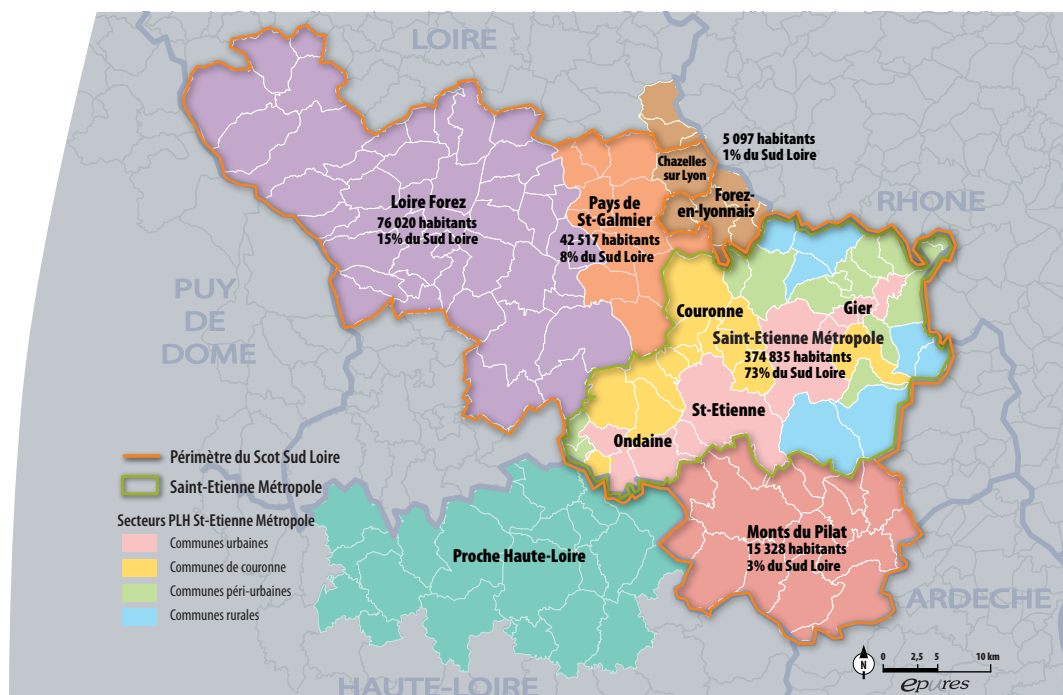 LOIRE
5 097 habitants
1% du Sud Loire
Chazelles
sur Lyon
Forez-
en-lyonnais
RHONE
Loire Forez
76 020 habitants
15% du Sud Loire
Pays de
St-Galmier
42 517 habitants
8% du Sud Loire
PUY
DE
DOME
Couronne
Gier
Saint-Etienne Métropole
374 835 habitants
73% du Sud Loire
St-Etienne
Ondaine
Périmètre du Scot Sud Loire
Saint-Etienne Métropole
Secteurs PLH St-Etienne Métropole
Communes urbaines
Communes de couronne
Communes péri-urbaines
Communes rurales
Proche Haute-Loire
Monts du Pilat
15 328 habitants
3% du Sud Loire
ARDECHE
HAUTE-LOIRE
N
0 2,5 5 10 km
epures